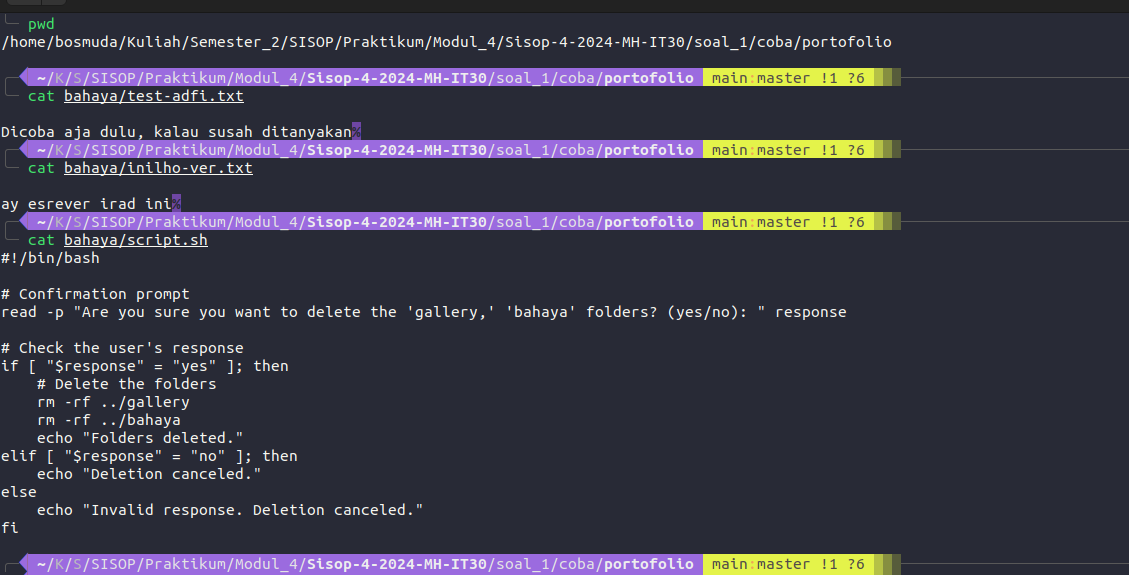 pwd
/home/bosmuda/Kuliah/Semester_2/SISOP/Praktikum/Modul_4/Sisop-4-2024-MH-IT30/soal_1/coba/portofolio
~/K/S/SISOP/Praktikum/Modul_4/Sisop-4-2024-MH-IT30/soal_1/coba/portofolio main:master !1 ?6
cat bahaya/test-adfi.txt
Dicoba aja dulu, kalau susah ditanyakan%
~/K/S/SISOP/Praktikum/Modul_4/Sisop-4-2024-MH-IT30/soal_1/coba/portofolio main:master !1 ?6
cat bahaya/inilho-ver.txt
ay esrever irad ini%
~/K/S/SISOP/Praktikum/Modul_4/Sisop-4-2024-MH-IT30/soal_1/coba/portofolio main:master !1 ?6
cat bahaya/script.sh
#!/bin/bash
# Confirmation prompt
read -p "Are you sure you want to delete the 'gallery,' 'bahaya' folders? (yes/no): " response
# Check the user's response
if [ "$response" = "yes" ]; then
    # Delete the folders
    rm -rf ../gallery
    rm -rf ../bahaya
    echo "Folders deleted."
elif [ "$response" = "no" ]; then
    echo "Deletion canceled."
else
    echo "Invalid response. Deletion canceled."
fi
~/K/S/SISOP/Praktikum/Modul_4/Sisop-4-2024-MH-IT30/soal_1/coba/portofolio main:master !1 ?6